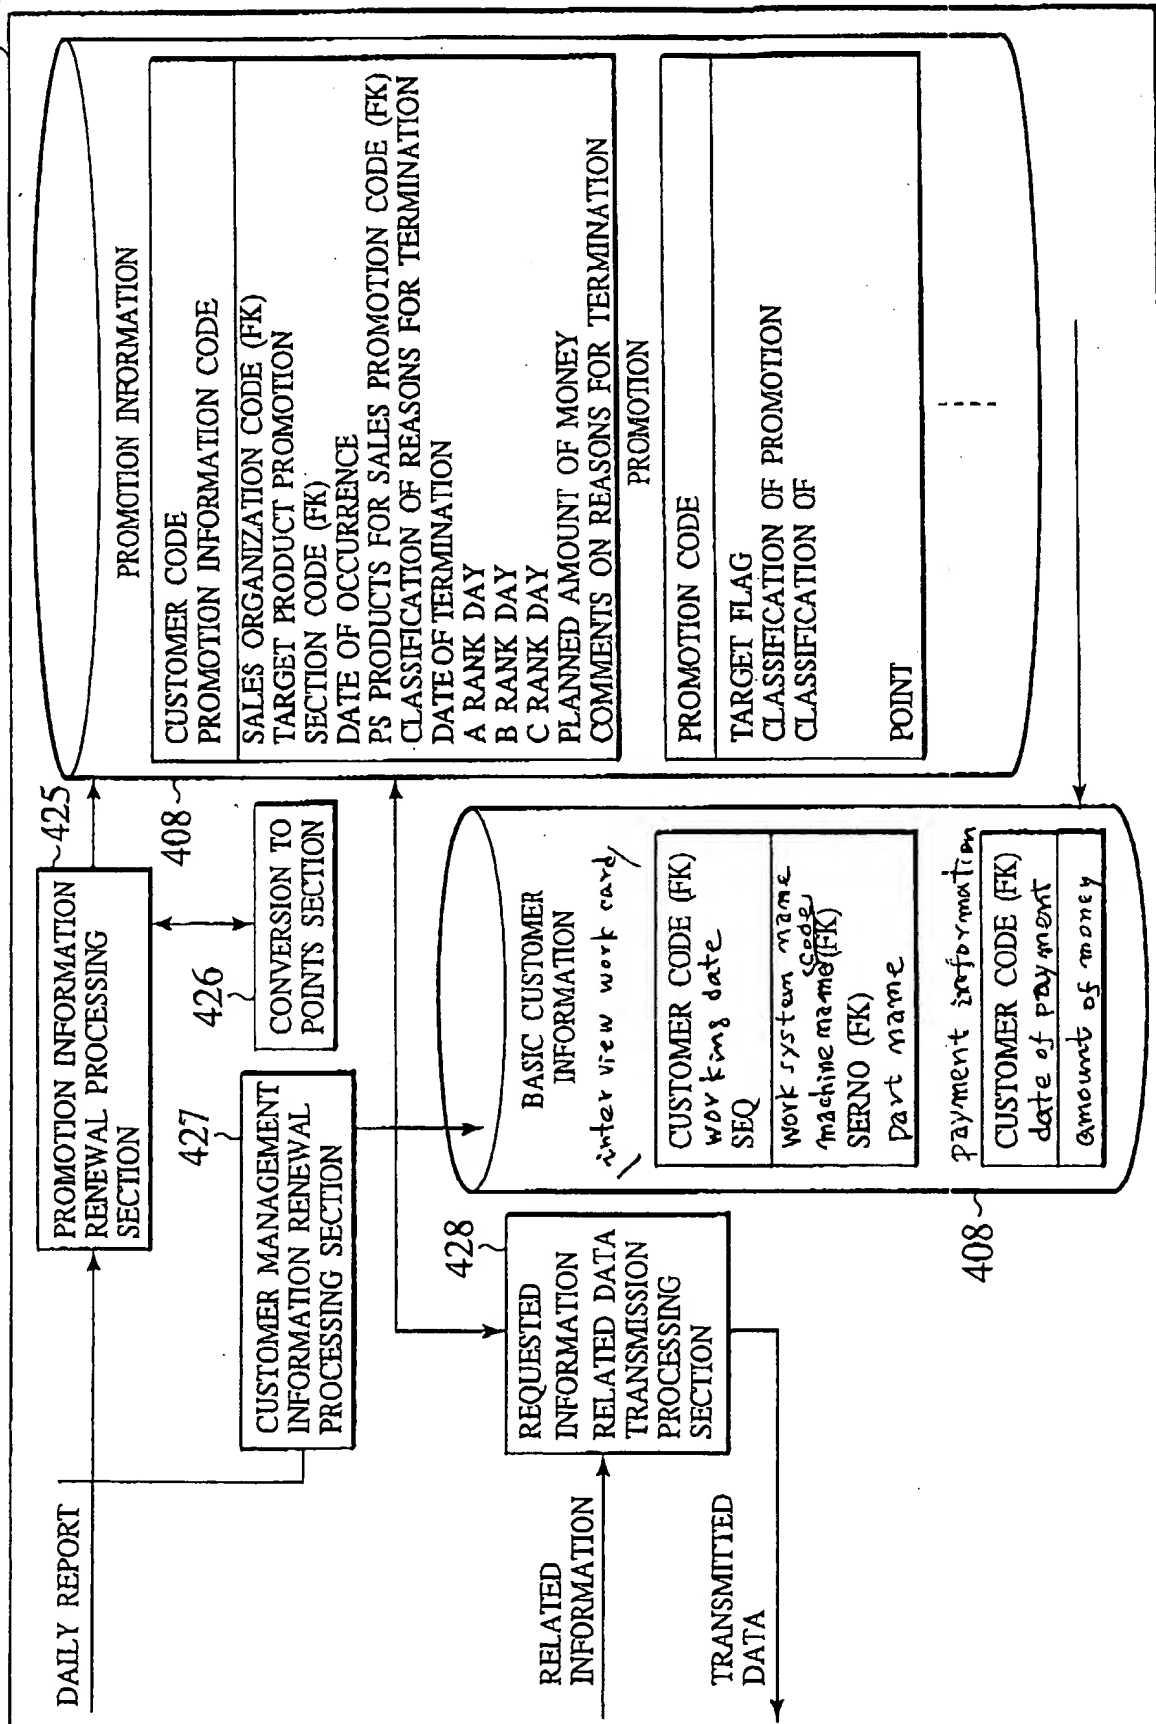 DAILY REPORT
PROMOTION INFORMATION
RENEWAL PROCESSING
SECTION
425
426
CONVERSION TO
POINTS SECTION
427
CUSTOMER MANAGEMENT
INFORMATION RENEWAL
PROCESSING SECTION
408
RELATED
INFORMATION
428
REQUESTED
INFORMATION
RELATED DATA
TRANSMISSION
PROCESSING
SECTION
TRANSMITTED
DATA
PROMOTION INFORMATION
CUSTOMER CODE
PROMOTION INFORMATION CODE
SALES ORGANIZATION CODE (FK)
TARGET PRODUCT PROMOTION
SECTION CODE (FK)
DATE OF OCCURRENCE
PS PRODUCTS FOR SALES PROMOTION CODE (FK)
CLASSIFICATION OF REASONS FOR TERMINATION
DATE OF TERMINATION
A RANK DAY
B RANK DAY
C RANK DAY
PLANNED AMOUNT OF MONEY
COMMENTS ON REASONS FOR TERMINATION
PROMOTION
PROMOTION CODE
TARGET FLAG
CLASSIFICATION OF PROMOTION
CLASSIFICATION OF
POINT
BASIC CUSTOMER
INFORMATION
inter view work card
CUSTOMER CODE (FK)
working date
SEQ
work system name
machine name code (FK)
SERNO (FK)
part name
payment information
CUSTOMER CODE (FK)
date of payment
amount of money
408